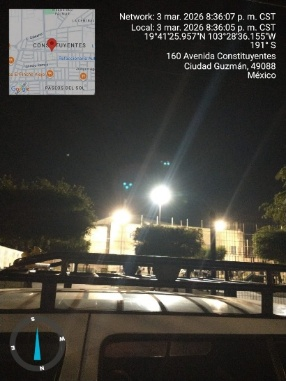 CONSTITUYENTES
PASEOS DEL SOL
Network: 3 mar. 2026 8:36:07 p. m. CST
Local: 3 mar. 2026 8:36:05 p. m. CST
19°41'25.957"N 103°28'36.155"W
191° S
160 Avenida Constituyentes
Ciudad Guzmán, 49088
México